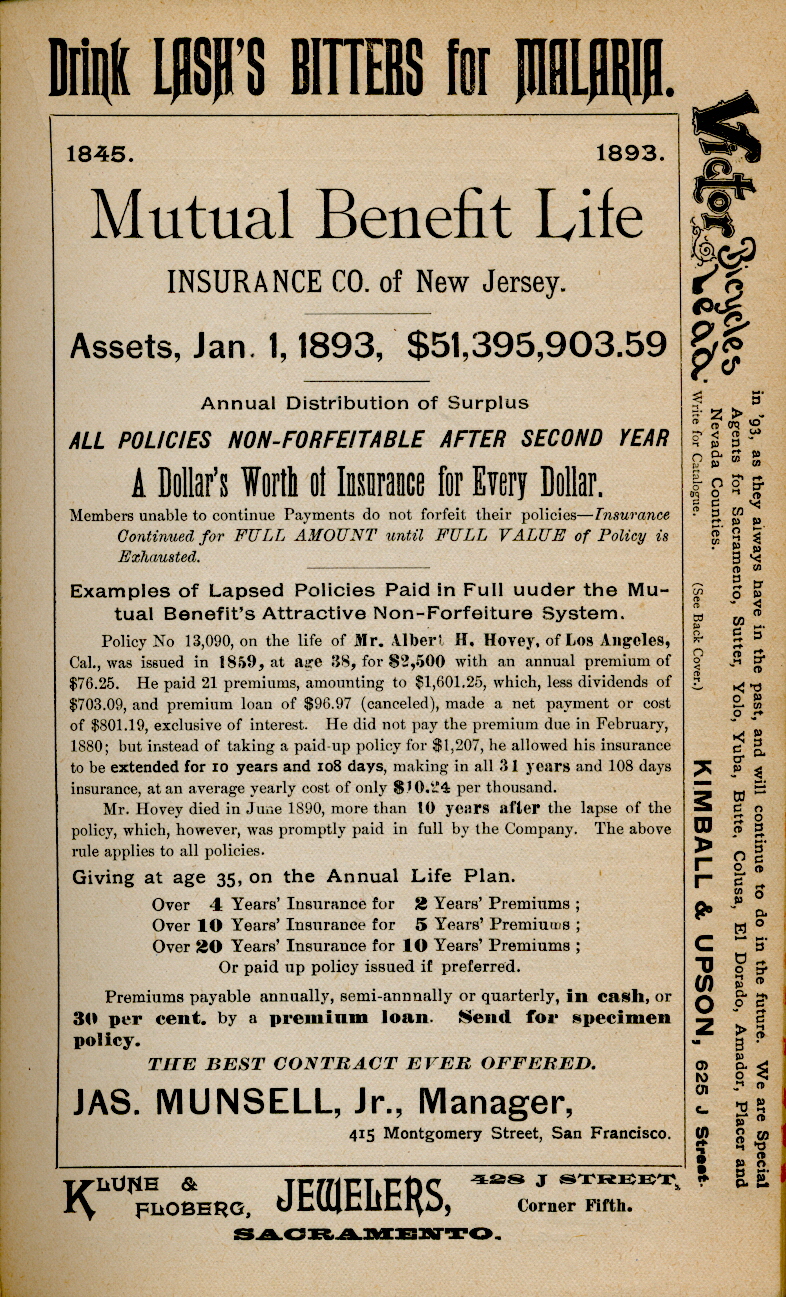 Drink LASH'S BITTERS for MALARIA.
1845. 1893.
Mutual Benefit Life
INSURANCE CO. of New Jersey.
Assets, Jan. 1, 1893, $51,395,903.59
Annual Distribution of Surplus
ALL POLICIES NON-FORFEITABLE AFTER SECOND YEAR
A Dollar's Worth of Insurance for Every Dollar.
Members unable to continue Payments do not forfeit their policies—Insurance
Continued for FULL AMOUNT until FULL VALUE of Policy is
Exhausted.
Examples of Lapsed Policies Paid in Full uuder the Mu-
tual Benefit's Attractive Non-Forfeiture System.
Policy No 13,090, on the life of Mr. Albert H. Hovey, of Los Angeles,
Cal., was issued in 1859, at age 38, for $2,500 with an annual premium of
$76.25. He paid 21 premiums, amounting to $1,601.25, which, less dividends of
$703.09, and premium loan of $96.97 (canceled), made a net payment or cost
of $801.19, exclusive of interest. He did not pay the premium due in February,
1880; but instead of taking a paid-up policy for $1,207, he allowed his insurance
to be extended for 10 years and 108 days, making in all 31 years and 108 days
insurance, at an average yearly cost of only $10.24 per thousand.
Mr. Hovey died in June 1890, more than 10 years after the lapse of the
policy, which, however, was promptly paid in full by the Company. The above
rule applies to all policies.
Giving at age 35, on the Annual Life Plan.
Over 4 Years' Insurance for 2 Years' Premiums ;
Over 10 Years' Insurance for 5 Years' Premiums ;
Over 20 Years' Insurance for 10 Years' Premiums ;
Or paid up policy issued if preferred.
Premiums payable annually, semi-annually or quarterly, in cash, or
30 per cent. by a premium loan. Send for specimen
policy.
THE BEST CONTRACT EVER OFFERED.
JAS. MUNSELL, Jr., Manager,
415 Montgomery Street, San Francisco.
Victor Bicycles Lead.
in '93, as they always have in the past, and will continue to do in the future. We are Special
Agents for Sacramento, Sutter, Yolo, Yuba, Butte, Colusa, El Dorado, Amador, Placer and
Nevada Counties.
Write for Catalogue. (See Back Cover.) KIMBALL & UPSON, 625 J Street.
KLUNE & FLOBERG, JEWELERS, 428 J STREET,
Corner Fifth.
SACRAMENTO.